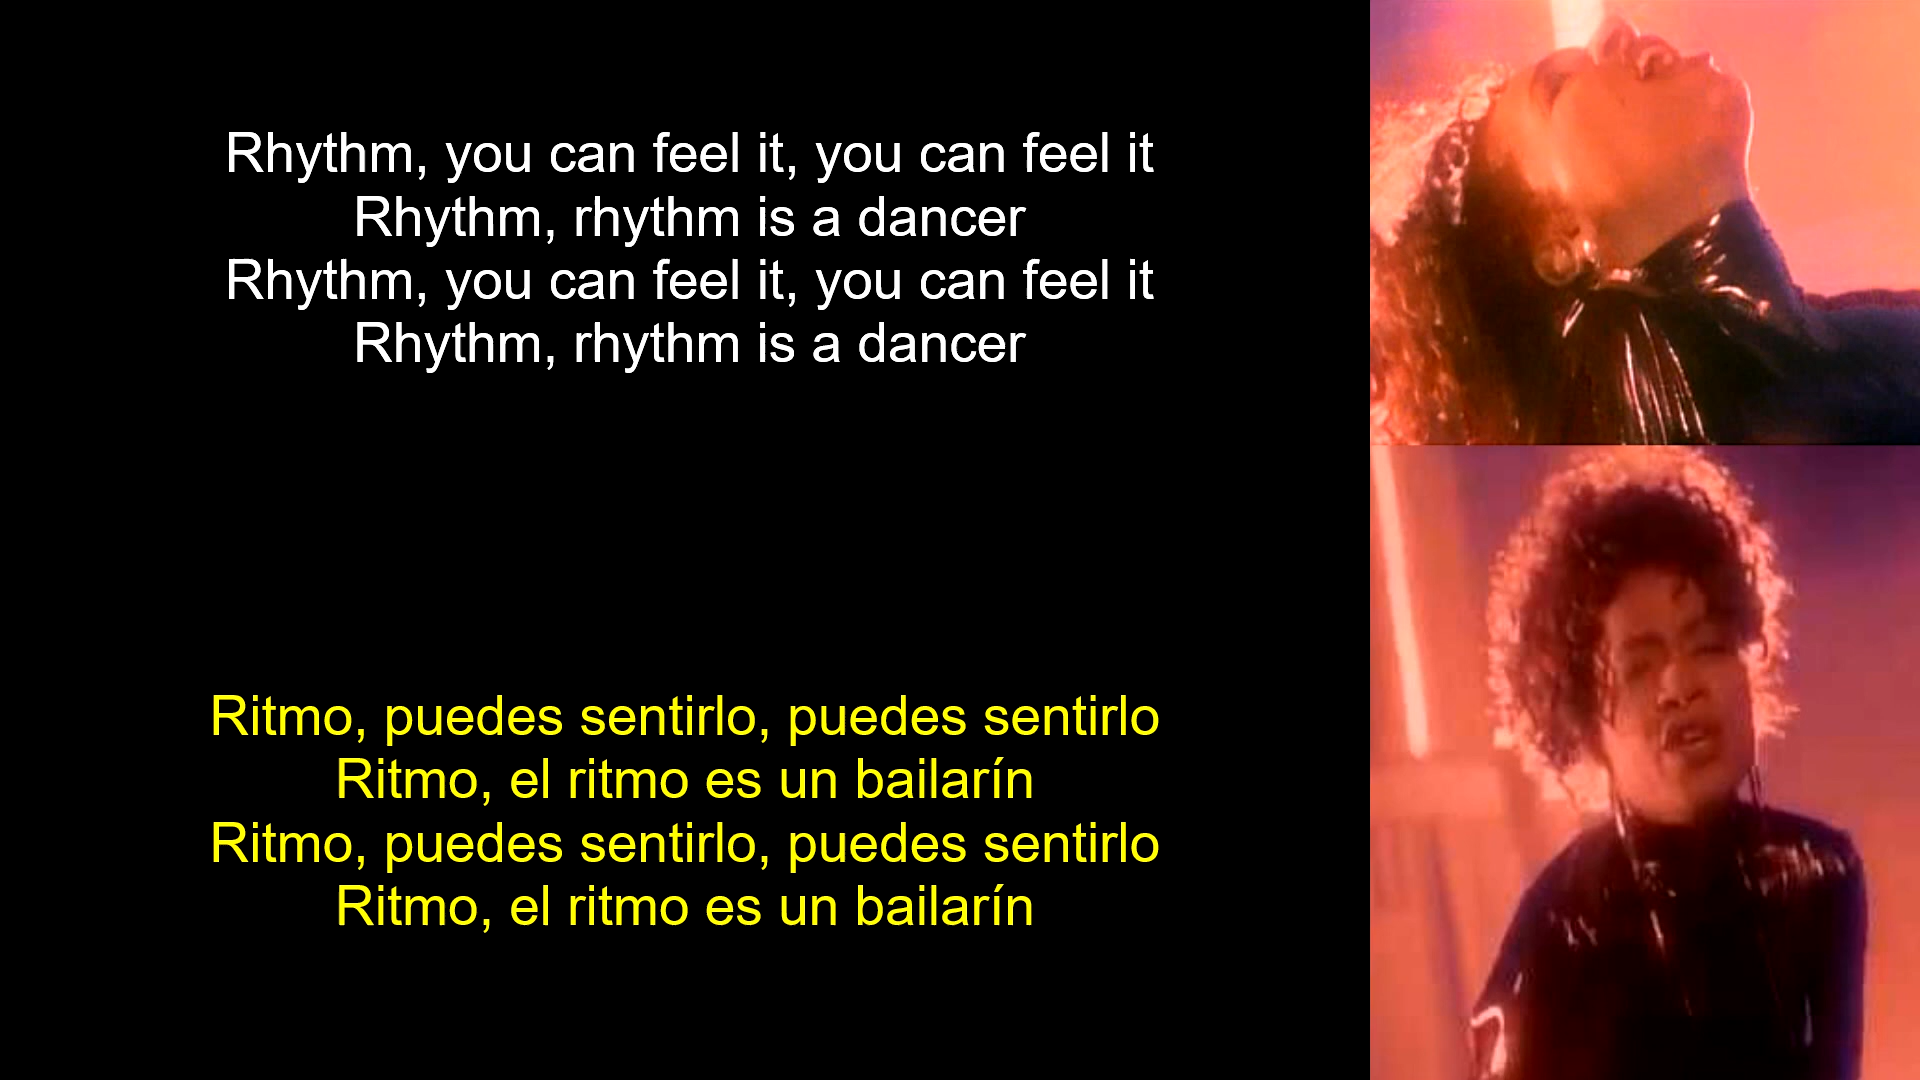 Rhythm, you can feel it, you can feel it
Rhythm, rhythm is a dancer
Rhythm, you can feel it, you can feel it
Rhythm, rhythm is a dancer
Ritmo, puedes sentirlo, puedes sentirlo
Ritmo, el ritmo es un bailarín
Ritmo, puedes sentirlo, puedes sentirlo
Ritmo, el ritmo es un bailarín